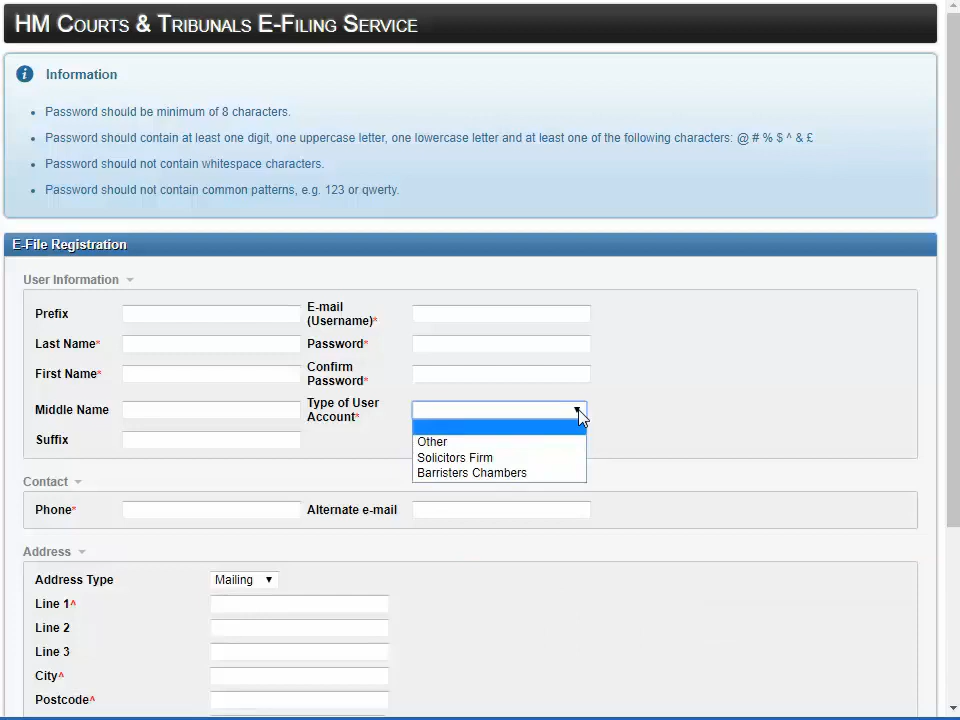 HM Courts & Tribunals E-Filing Service
Information
Password should be minimum of 8 characters.
Password should contain at least one digit, one uppercase letter, one lowercase letter and at least one of the following characters: @ # % $ ^ & £
Password should not contain whitespace characters.
Password should not contain common patterns, e.g. 123 or qwerty.
E-File Registration
User Information
Prefix
E-mail
(Username)*
Last Name*
Password*
First Name*
Confirm
Password*
Middle Name
Type of User
Account*
Suffix
Other
Solicitors Firm
Barristers Chambers
Contact
Phone*
Alternate e-mail
Address
Address Type
Mailing
Line 1^
Line 2
Line 3
City^
Postcode^